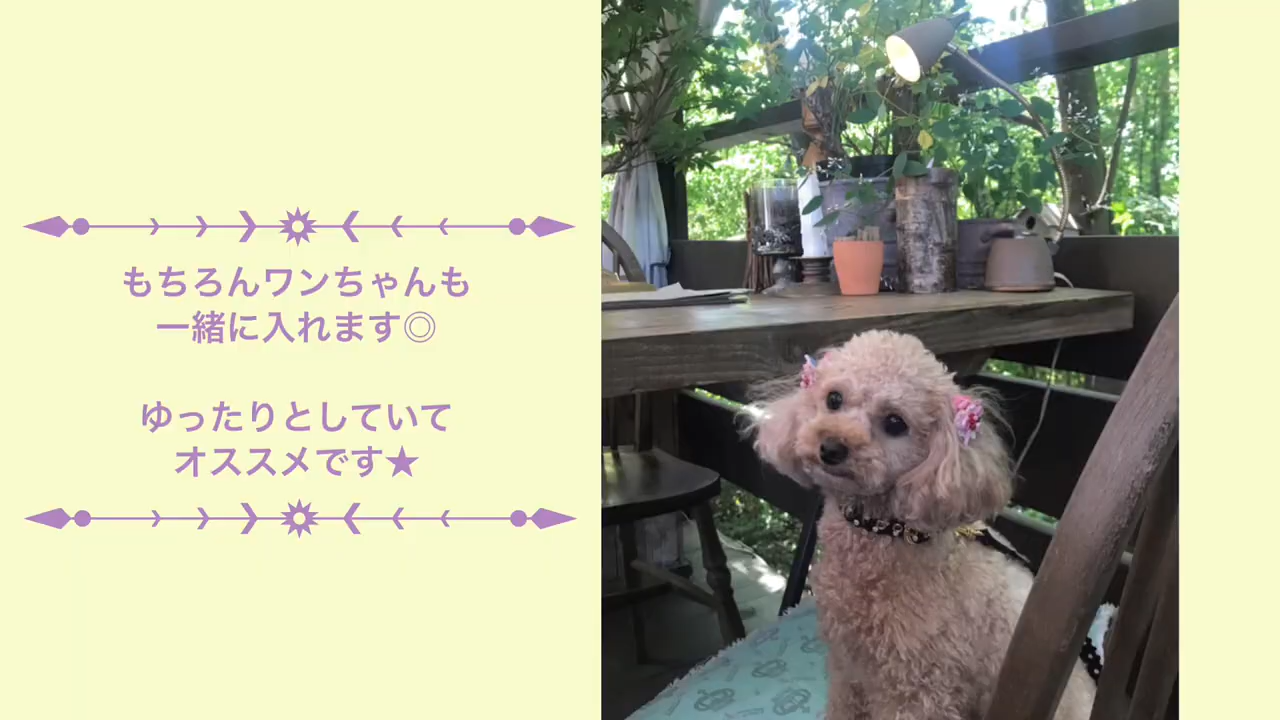 もちろんワンちゃんも
一緒に入れます◎
ゆったりとしていて
オススメです★